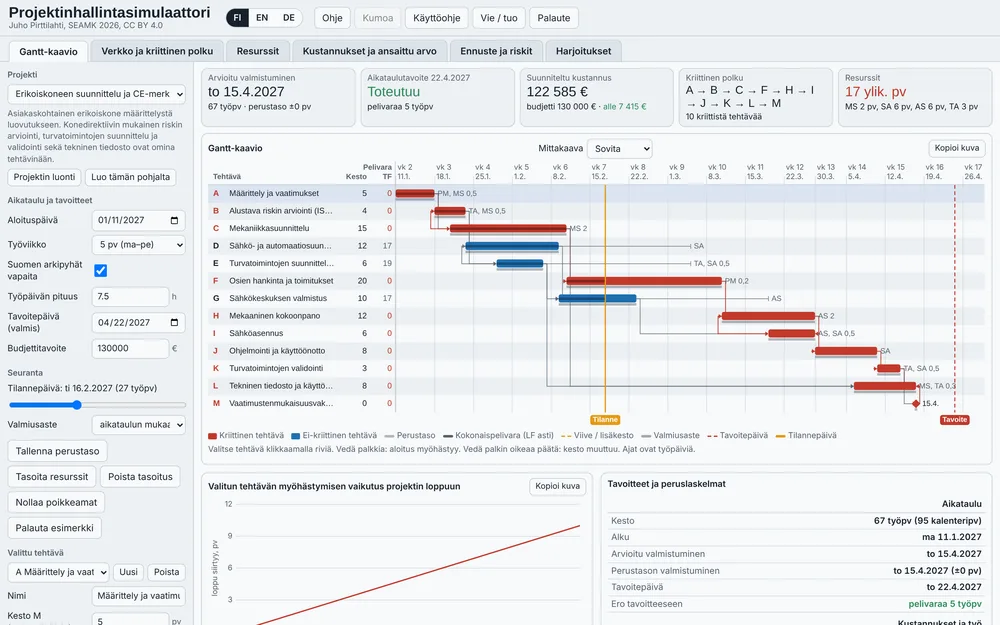 Projektinhallintasimulaattori
Juho Pirttilahti, SEAMK 2026, CC BY 4.0
FI EN DE
Ohje Kumoa Käyttöohje Vie / tuo Palaute
Gantt-kaavio Verkko ja kriittinen polku Resurssit Kustannukset ja ansaittu arvo Ennuste ja riskit Harjoitukset
Projekti
Erikoiskoneen suunnittelu ja CE-merk
Asiakaskohtainen erikoiskone määrittelystä
luovutukseen. Konedirektiivin mukainen riskin
arviointi, turvatoimintojen suunnittelu ja
validointi sekä tekninen tiedosto ovat omina
tehtävinään.
Projektin luonti Luo tämän pohjalta
Aikataulu ja tavoitteet
Aloituspäivä 01/11/2027
Työviikko 5 pv (ma–pe)
Suomen arkipyhät
vapaita
Työpäivän pituus 7.5 h
Tavoitepäivä
(valmis) 04/22/2027
Budjettitavoite 130000 €
Seuranta
Tilannepäivä: ti 16.2.2027 (27 työpv)
Valmiusaste aikataulun mukaa
Tallenna perustaso
Tasoita resurssit Poista tasoitus
Nollaa poikkeamat
Palauta esimerkki
Valittu tehtävä
A Määrittely ja vaat Uusi Poista
Nimi Määrittely ja vaatimu
Kesto M 5 pv
Arvioitu valmistuminen
to 15.4.2027
67 työpv · perustaso ±0 pv
Aikataulutavoite 22.4.2027
Toteutuu
pelivaraa 5 työpv
Suunniteltu kustannus
122 585 €
budjetti 130 000 € · alle 7 415 €
Kriittinen polku
A → B → C → F → H → I
→ J → K → L → M
10 kriittistä tehtävää
Resurssit
17 ylik. pv
MS 2 pv, SA 6 pv, AS 6 pv, TA 3 pv
Gantt-kaavio Mittakaava Sovita Kopioi kuva
Pelivara vk 2 vk 3 vk 4 vk 5 vk 6 vk 7 vk 8 vk 9 vk 10 vk 11 vk 12 vk 13 vk 14 vk 15 vk 16 vk 17
Tehtävä Kesto TF 11.1. 18.1. 25.1. 1.2. 8.2. 15.2. 22.2. 1.3. 8.3. 15.3. 22.3. 30.3. 5.4. 12.4. 19.4. 26.4.
A Määrittely ja vaatimukset 5 0 PM, MS 0,5
B Alustava riskin arviointi (IS… 4 0 TA, MS 0,5
C Mekaniikkasuunnittelu 15 0 MS 2
D Sähkö- ja automaatiosuun… 12 17 SA
E Turvatoimintojen suunnittel… 6 19 TA, SA 0,5
F Osien hankinta ja toimitukset 20 0 PM 0,2
G Sähkökeskuksen valmistus 10 17 AS
H Mekaaninen kokoonpano 12 0 AS 2
I Sähköasennus 6 0 AS, SA 0,5
J Ohjelmointi ja käyttöönotto 8 0 SA
K Turvatoimintojen validointi 3 0 TA, SA 0,5
L Tekninen tiedosto ja käyttö… 8 0 MS, TA 0,3
M Vaatimustenmukaisuusvak… 0 0 15.4.
Tilanne Tavoite
Kriittinen tehtävä Ei-kriittinen tehtävä Perustaso Kokonaispelivara (LF asti) Viive / lisäkesto Valmiusaste Tavoitepäivä Tilannepäivä
Valitse tehtävä klikkaamalla riviä. Vedä palkkia: aloitus myöhästyy. Vedä palkin oikeaa päätä: kesto muuttuu. Ajat ovat työpäiviä.
Valitun tehtävän myöhästymisen vaikutus projektin loppuun Kopioi kuva
12
9
6
3
loppu siirtyy, pv
Tavoitteet ja peruslaskelmat
Aikataulu
Kesto 67 työpv (95 kalenteripv)
Alku ma 11.1.2027
Arvioitu valmistuminen to 15.4.2027
Perustason valmistuminen to 15.4.2027 (±0 pv)
Tavoitepäivä to 22.4.2027
Ero tavoitteeseen pelivaraa 5 työpv
Kustannukset ja työ